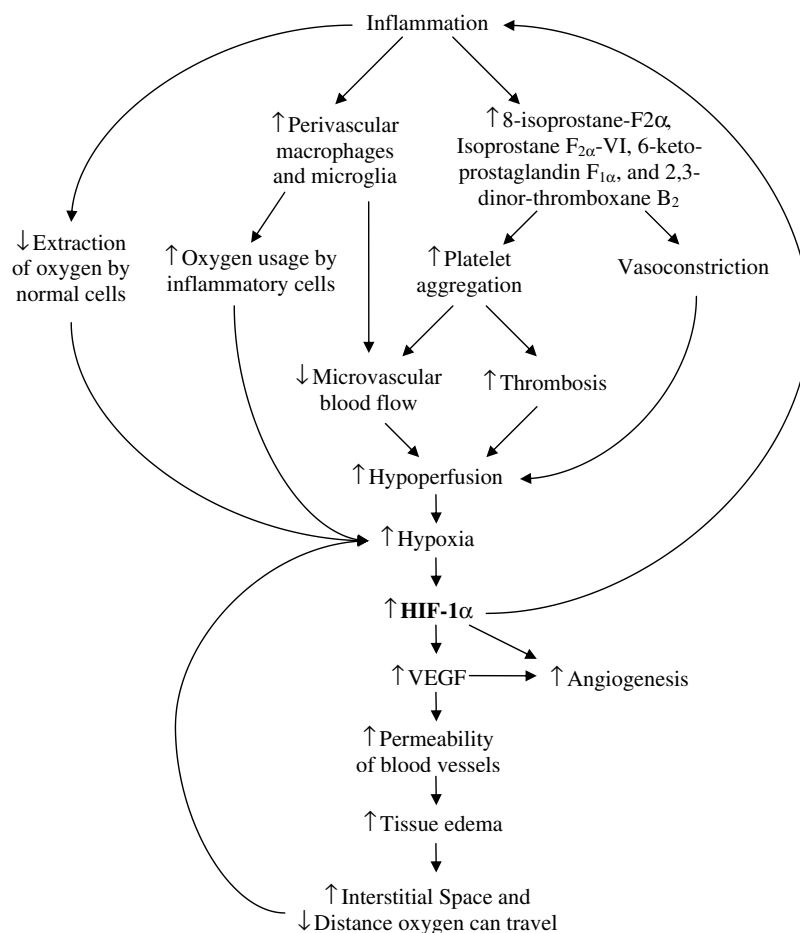 Inflammation
↑Perivascular
macrophages
and microglia
↑8-isoprostane-F2α,
Isoprostane F₂α-VI, 6-keto-
prostaglandin F₁α, and 2,3-
dinor-thromboxane B₂
↓Extraction
of oxygen by
normal cells
↑Oxygen usage by
inflammatory cells
↑Platelet
aggregation
Vasoconstriction
↓Microvascular
blood flow
↑Thrombosis
↑Hypoperfusion
↑Hypoxia
↑HIF-1α
↑VEGF
↑Angiogenesis
↑Permeability
of blood vessels
↑Tissue edema
↑Interstitial Space and
↓Distance oxygen can travel